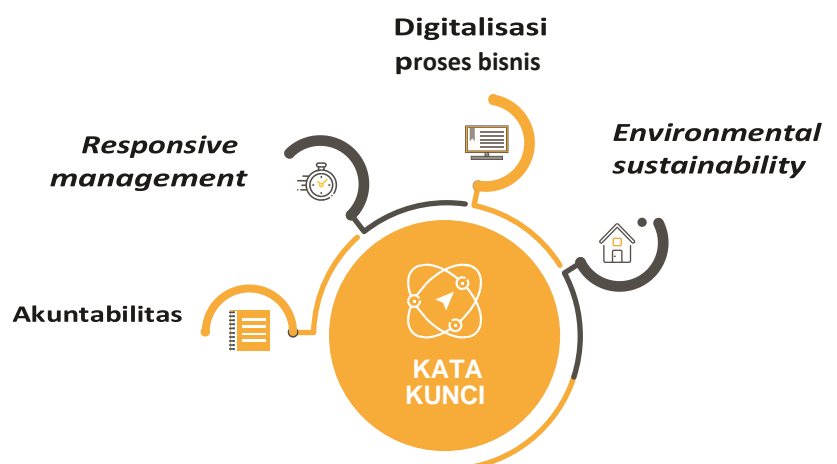 Digitalisasi
proses bisnis
Responsive
management
Environmental
sustainability
Akuntabilitas
KATA
KUNCI